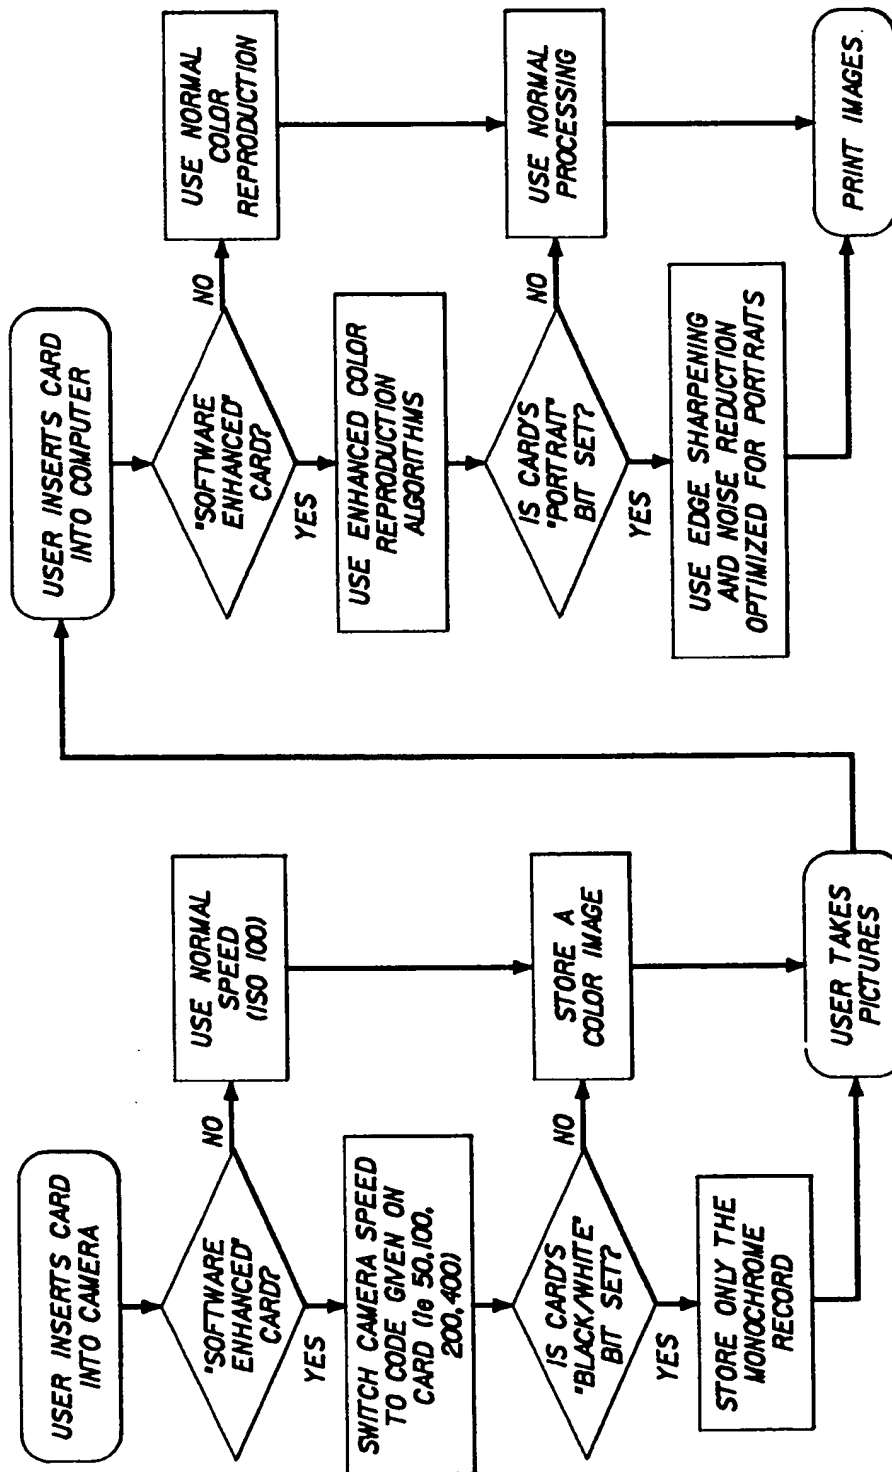 USER INSERTS CARD
INTO CAMERA
"SOFTWARE
ENHANCED"
CARD?
NO
USE NORMAL
SPEED
(ISO 100)
YES
SWITCH CAMERA SPEED
TO CODE GIVEN ON
CARD (ie 50,100,
200,400)
IS CARD'S
"BLACK/WHITE"
BIT SET?
NO
STORE A
COLOR IMAGE
YES
STORE ONLY THE
MONOCHROME
RECORD
USER TAKES
PICTURES
USER INSERTS CARD
INTO COMPUTER
"SOFTWARE
ENHANCED"
CARD?
NO
USE NORMAL
COLOR
REPRODUCTION
YES
USE ENHANCED COLOR
REPRODUCTION
ALGORITHMS
IS CARD'S
"PORTRAIT"
BIT SET?
NO
USE NORMAL
PROCESSING
YES
USE EDGE SHARPENING
AND NOISE REDUCTION
OPTIMIZED FOR PORTRAITS
PRINT IMAGES